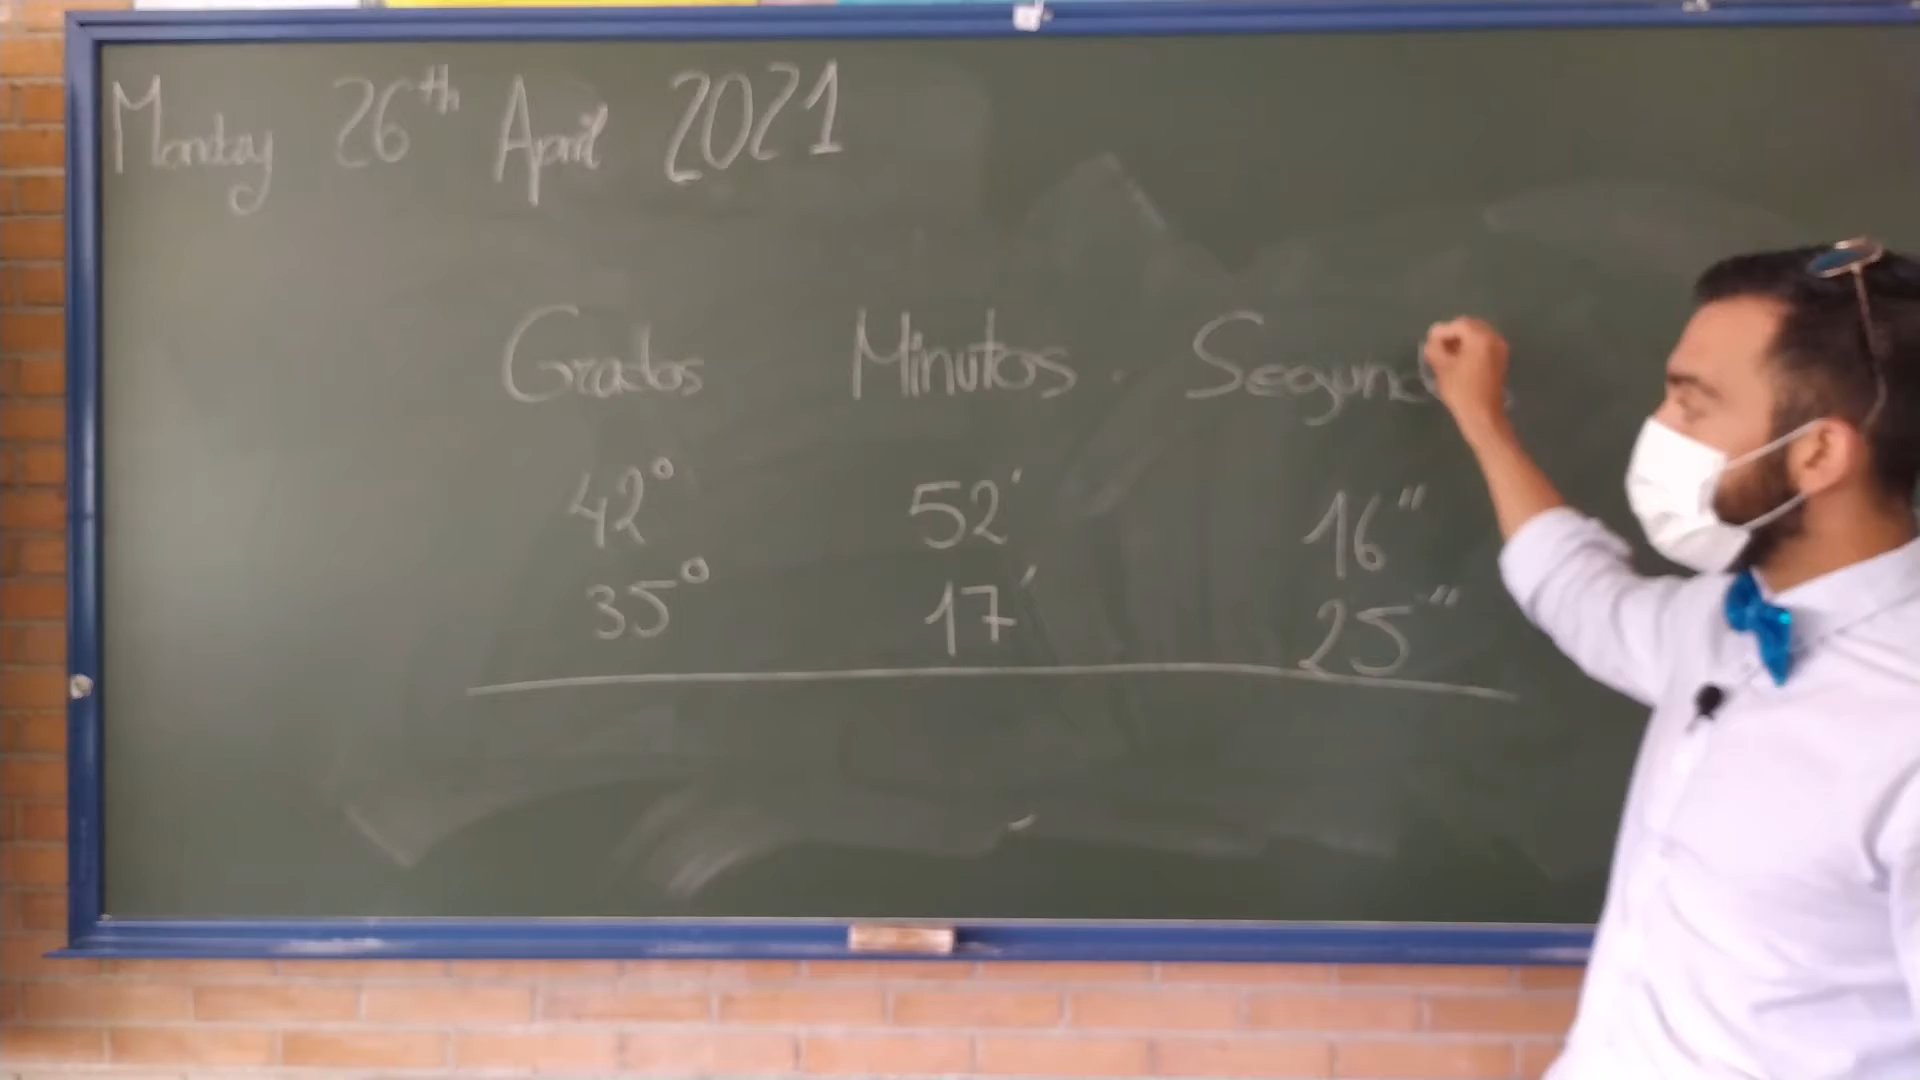 Monday 26th April 2021
Grados Minutos. Segundos
42° 52' 16"
35° 17' 25"